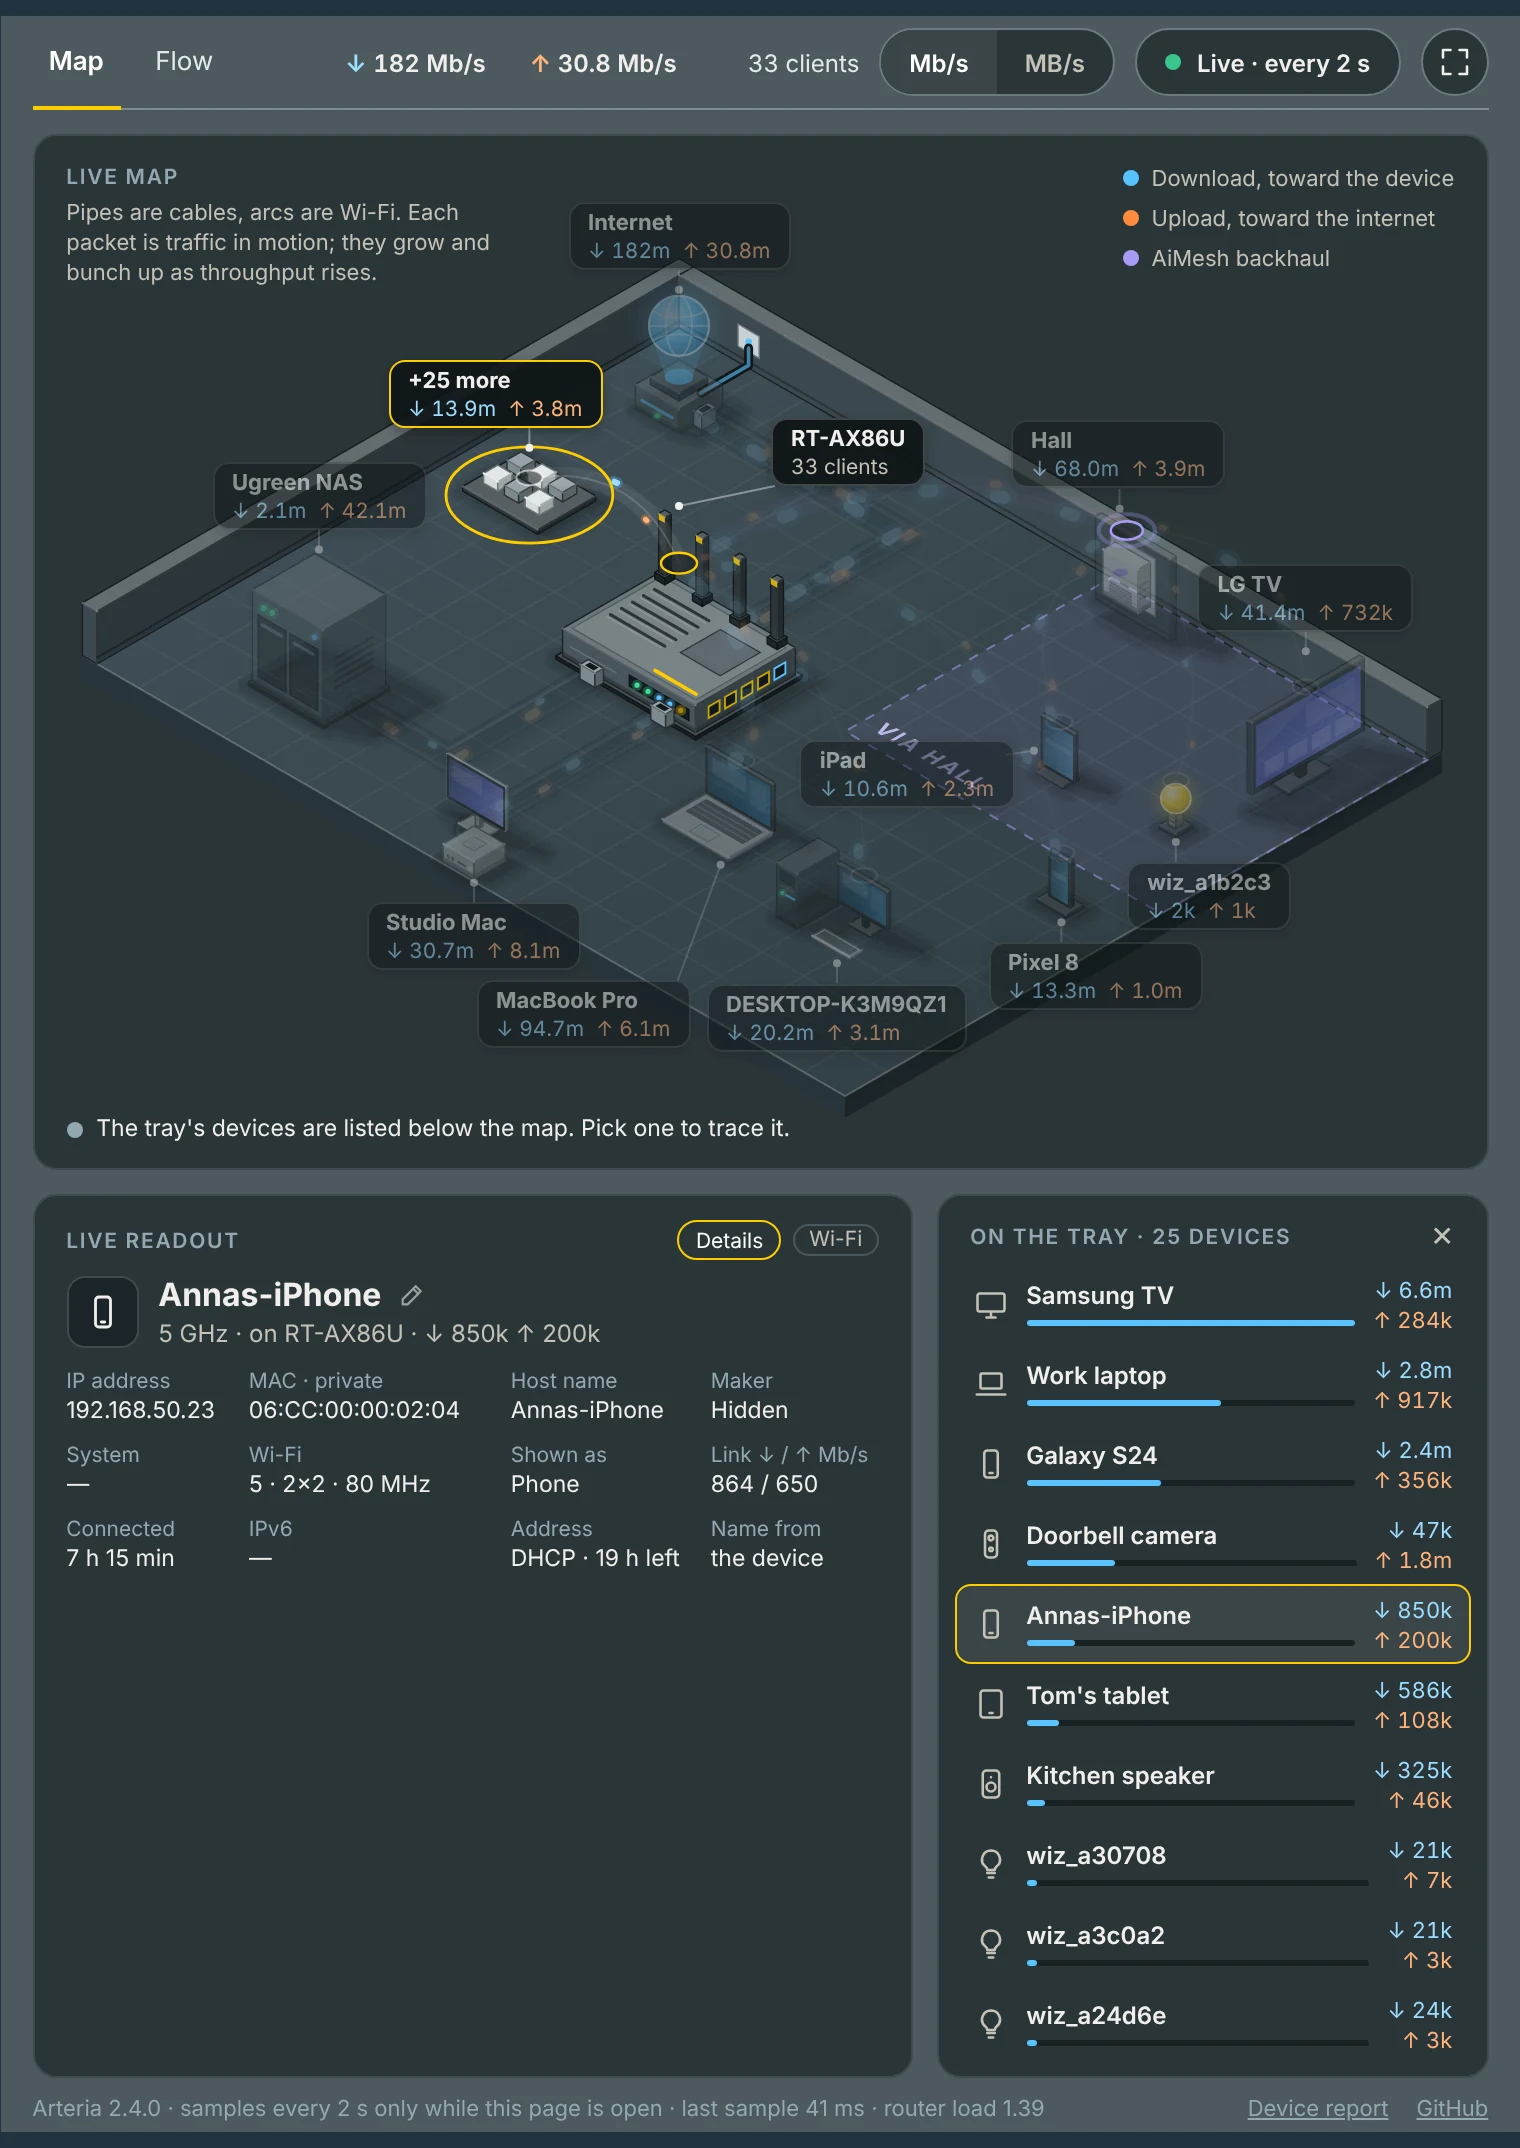 Map
Flow
↓ 182 Mb/s
↑ 30.8 Mb/s
33 clients
Mb/s
MB/s
Live · every 2 s
LIVE MAP
Pipes are cables, arcs are Wi-Fi. Each
packet is traffic in motion; they grow and
bunch up as throughput rises.
Download, toward the device
Upload, toward the internet
AiMesh backhaul
Internet
↓ 182m ↑ 30.8m
+25 more
↓ 13.9m ↑ 3.8m
RT-AX86U
33 clients
Hall
↓ 68.0m ↑ 3.9m
Ugreen NAS
↓ 2.1m ↑ 42.1m
LG TV
↓ 41.4m ↑ 732k
VIA HALL
iPad
↓ 10.6m ↑ 2.3m
wiz_a1b2c3
↓ 2k ↑ 1k
Studio Mac
↓ 30.7m ↑ 8.1m
Pixel 8
↓ 13.3m ↑ 1.0m
MacBook Pro
↓ 94.7m ↑ 6.1m
DESKTOP-K3M9QZ1
↓ 20.2m ↑ 3.1m
The tray's devices are listed below the map. Pick one to trace it.
LIVE READOUT
Details
Wi-Fi
Annas-iPhone
5 GHz · on RT-AX86U · ↓ 850k ↑ 200k
IP address
192.168.50.23
MAC · private
06:CC:00:00:02:04
Host name
Annas-iPhone
Maker
Hidden
System
—
Wi-Fi
5 · 2×2 · 80 MHz
Shown as
Phone
Link ↓ / ↑ Mb/s
864 / 650
Connected
7 h 15 min
IPv6
—
Address
DHCP · 19 h left
Name from
the device
ON THE TRAY · 25 DEVICES
✕
Samsung TV
↓ 6.6m
↑ 284k
Work laptop
↓ 2.8m
↑ 917k
Galaxy S24
↓ 2.4m
↑ 356k
Doorbell camera
↓ 47k
↑ 1.8m
Annas-iPhone
↓ 850k
↑ 200k
Tom's tablet
↓ 586k
↑ 108k
Kitchen speaker
↓ 325k
↑ 46k
wiz_a30708
↓ 21k
↑ 7k
wiz_a3c0a2
↓ 21k
↑ 3k
wiz_a24d6e
↓ 24k
↑ 3k
Arteria 2.4.0 · samples every 2 s only while this page is open · last sample 41 ms · router load 1.39
Device report
GitHub